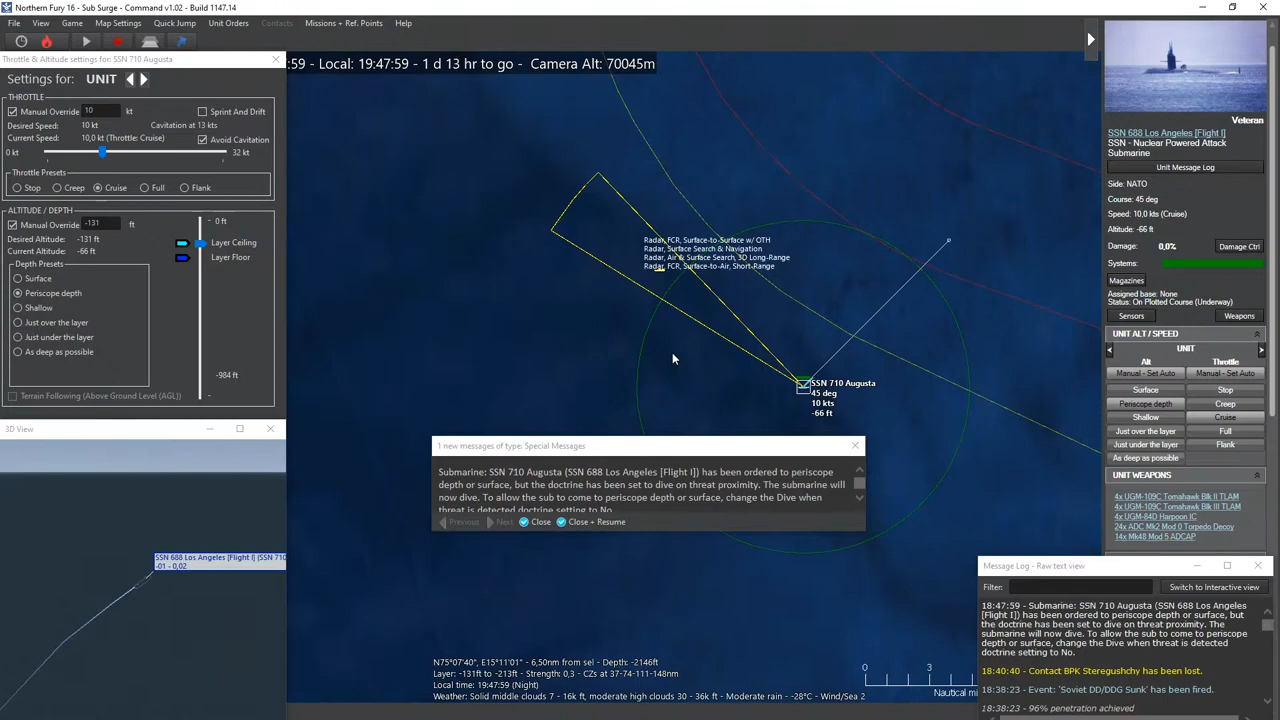 Northern Fury 16 - Sub Surge - Command v1.02 - Build 1147.14
File View Game Map Settings Quick Jump Unit Orders Contacts Missions + Ref. Points Help
Throttle & Altitude settings for: SSN 710 Augusta
Settings for: UNIT
THROTTLE
Manual Override 10 kt Sprint And Drift
Desired Speed: 10 kt Cavitation at 13 kts
Current Speed: 10,0 kt (Throttle: Cruise) Avoid Cavitation
0 kt 32 kt
Throttle Presets
Stop Creep Cruise Full Flank
ALTITUDE / DEPTH
Manual Override -131 ft - 0 ft
Desired Altitude: -131 ft Layer Ceiling
Current Altitude: -66 ft Layer Floor
Depth Presets
Surface
Periscope depth
Shallow
Just over the layer
Just under the layer
As deep as possible
-984 ft
Terrain Following (Above Ground Level (AGL))
3D View
SSN 688 Los Angeles [Flight I] (SSN 710
-01 - 0,02
:59 - Local: 19:47:59 - 1 d 13 hr to go - Camera Alt: 70045m
Radar, FCR, Surface-to-Surface w/ OTH
Radar, Surface Search & Navigation
Radar, Air & Surface Search, 3D Long-Range
Radar, FCR, Surface-to-Air, Short-Range
SSN 710 Augusta
45 deg
10 kts
-66 ft
1 new messages of type: Special Messages
Submarine: SSN 710 Augusta (SSN 688 Los Angeles [Flight I]) has been ordered to periscope
depth or surface, but the doctrine has been set to dive on threat proximity. The submarine will
now dive. To allow the sub to come to periscope depth or surface, change the Dive when
threat is detected doctrine setting to No.
Previous Next Close Close + Resume
N75°07'40", E15°11'01" - 6,50nm from sel - Depth: -2146ft
Layer: -131ft to -213ft - Strength: 0,3 - CZs at 37-74-111-148nm
Local time: 19:47:59 (Night)
Weather: Solid middle clouds 7 - 16k ft, moderate high clouds 30 - 36k ft - Moderate rain - -28°C - Wind/Sea 2
0 3
Nautical mi
Veteran
SSN 688 Los Angeles [Flight I]
SSN - Nuclear Powered Attack
Submarine
Unit Message Log
Side: NATO
Course: 45 deg
Speed: 10,0 kts (Cruise)
Altitude: -66 ft
Damage: 0,0% Damage Ctrl
Systems:
Magazines
Assigned base: None
Status: On Plotted Course (Underway)
Sensors Weapons
UNIT ALT / SPEED
UNIT
Alt Throttle
Manual - Set Auto Manual - Set Auto
Surface Stop
Periscope depth Creep
Shallow Cruise
Just over the layer Full
Just under the layer Flank
As deep as possible
UNIT WEAPONS
4x UGM-109C Tomahawk Blk II TLAM
4x UGM-109C Tomahawk Blk III TLAM
4x UGM-84D Harpoon IC
24x ADC Mk2 Mod 0 Torpedo Decoy
14x Mk48 Mod 5 ADCAP
Message Log - Raw text view
Filter: Switch to Interactive view
18:47:59 - Submarine: SSN 710 Augusta (SSN 688 Los Angeles
[Flight I]) has been ordered to periscope depth or surface, but
the doctrine has been set to dive on threat proximity. The
submarine will now dive. To allow the sub to come to periscope
depth or surface, change the Dive when threat is detected
doctrine setting to No.
18:40:40 - Contact BPK Steregushchy has been lost.
18:38:23 - Event: 'Soviet DD/DDG Sunk' has been fired.
18:38:23 - 96% penetration achieved